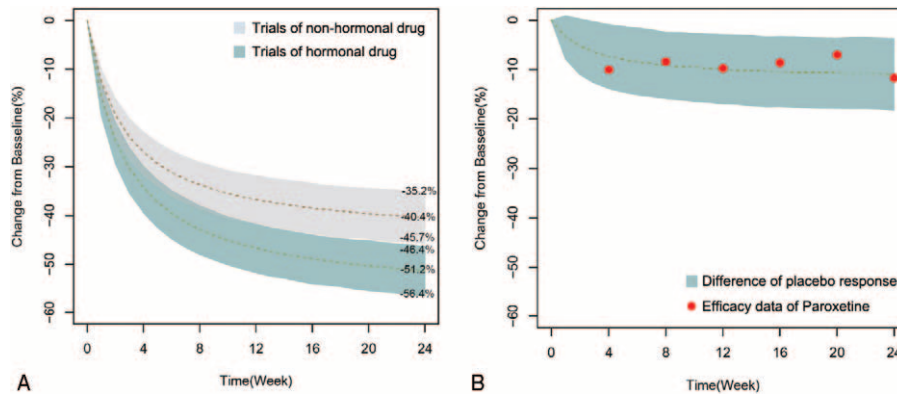 Trials of non-hormonal drug
Trials of hormonal drug
Change from Basseline(%)
0
-10
-20
-30
-40
-50
-60
-35.2%
-40.4%
-45.7%
-46.4%
-51.2%
-56.4%
0 4 8 12 16 20 24
Time(Week)
A
Change from Basseline(%)
0
-10
-20
-30
-40
-50
-60
Difference of placebo response
Efficacy data of Paroxetine
0 4 8 12 16 20 24
Time(Week)
B